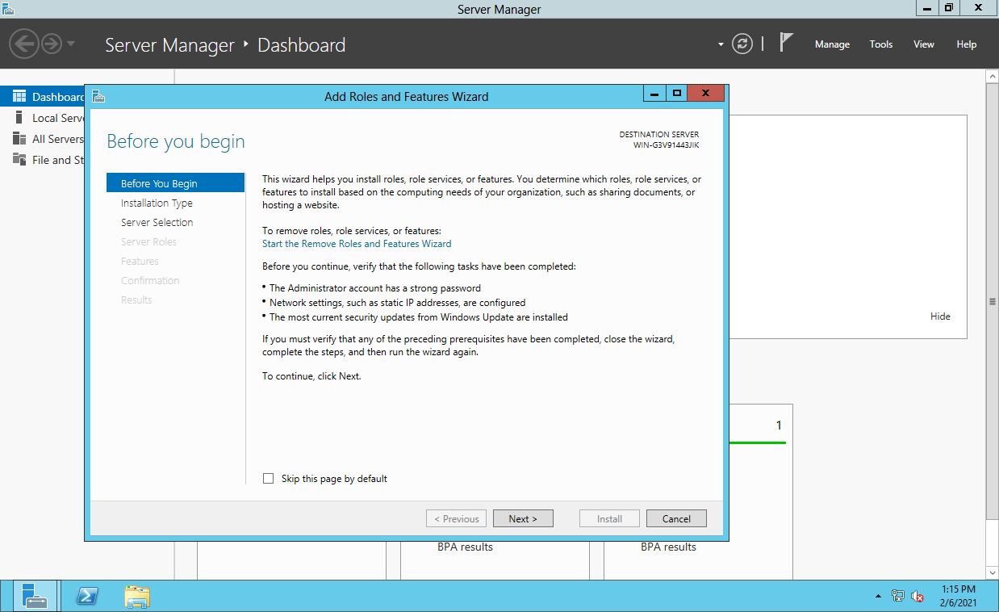 Server Manager
Server Manager
Dashboard
Manage
Tools
View
Help
Dashboard
Local Serve
All Servers
File and St
Add Roles and Features Wizard
Before you begin
DESTINATION SERVER
WIN-G3V91443JIK
Before You Begin
Installation Type
Server Selection
Server Roles
Features
Confirmation
Results
This wizard helps you install roles, role services, or features. You determine which roles, role services, or
features to install based on the computing needs of your organization, such as sharing documents, or
hosting a website.
To remove roles, role services, or features:
Start the Remove Roles and Features Wizard
Before you continue, verify that the following tasks have been completed:
• The Administrator account has a strong password
• Network settings, such as static IP addresses, are configured
• The most current security updates from Windows Update are installed
If you must verify that any of the preceding prerequisites have been completed, close the wizard,
complete the steps, and then run the wizard again.
To continue, click Next.
Skip this page by default
< Previous
Next >
Install
Cancel
Hide
1
BPA results
BPA results
1:15 PM
2/6/2021